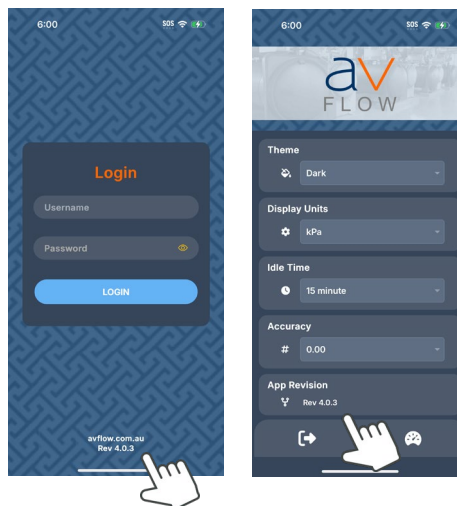 6:00 SOS
Login
Username
Password
LOGIN
avflow.com.au
Rev 4.0.3
6:00 SOS
av
FLOW
Theme
Dark
Display Units
kPa
Idle Time
15 minute
Accuracy
# 0.00
App Revision
Rev 4.0.3